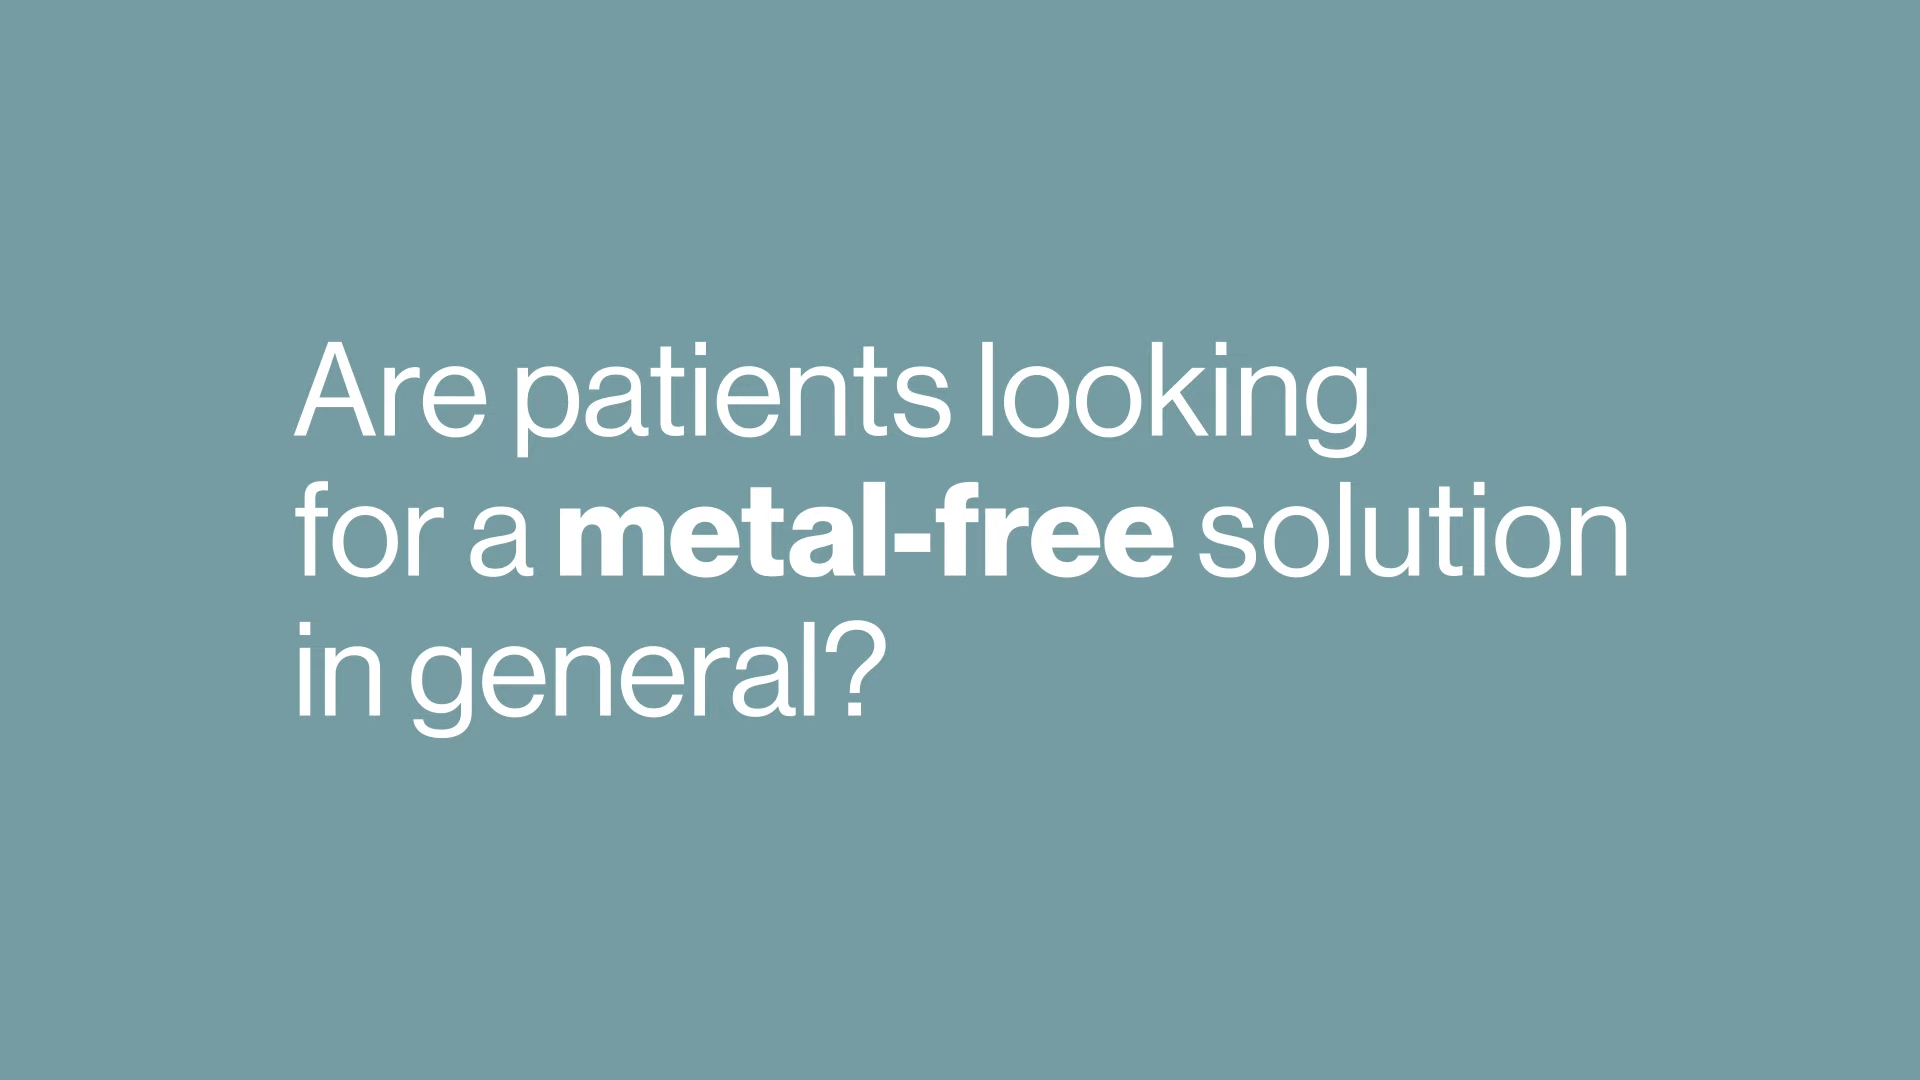 Are patients looking
for a metal-free solution
in general?